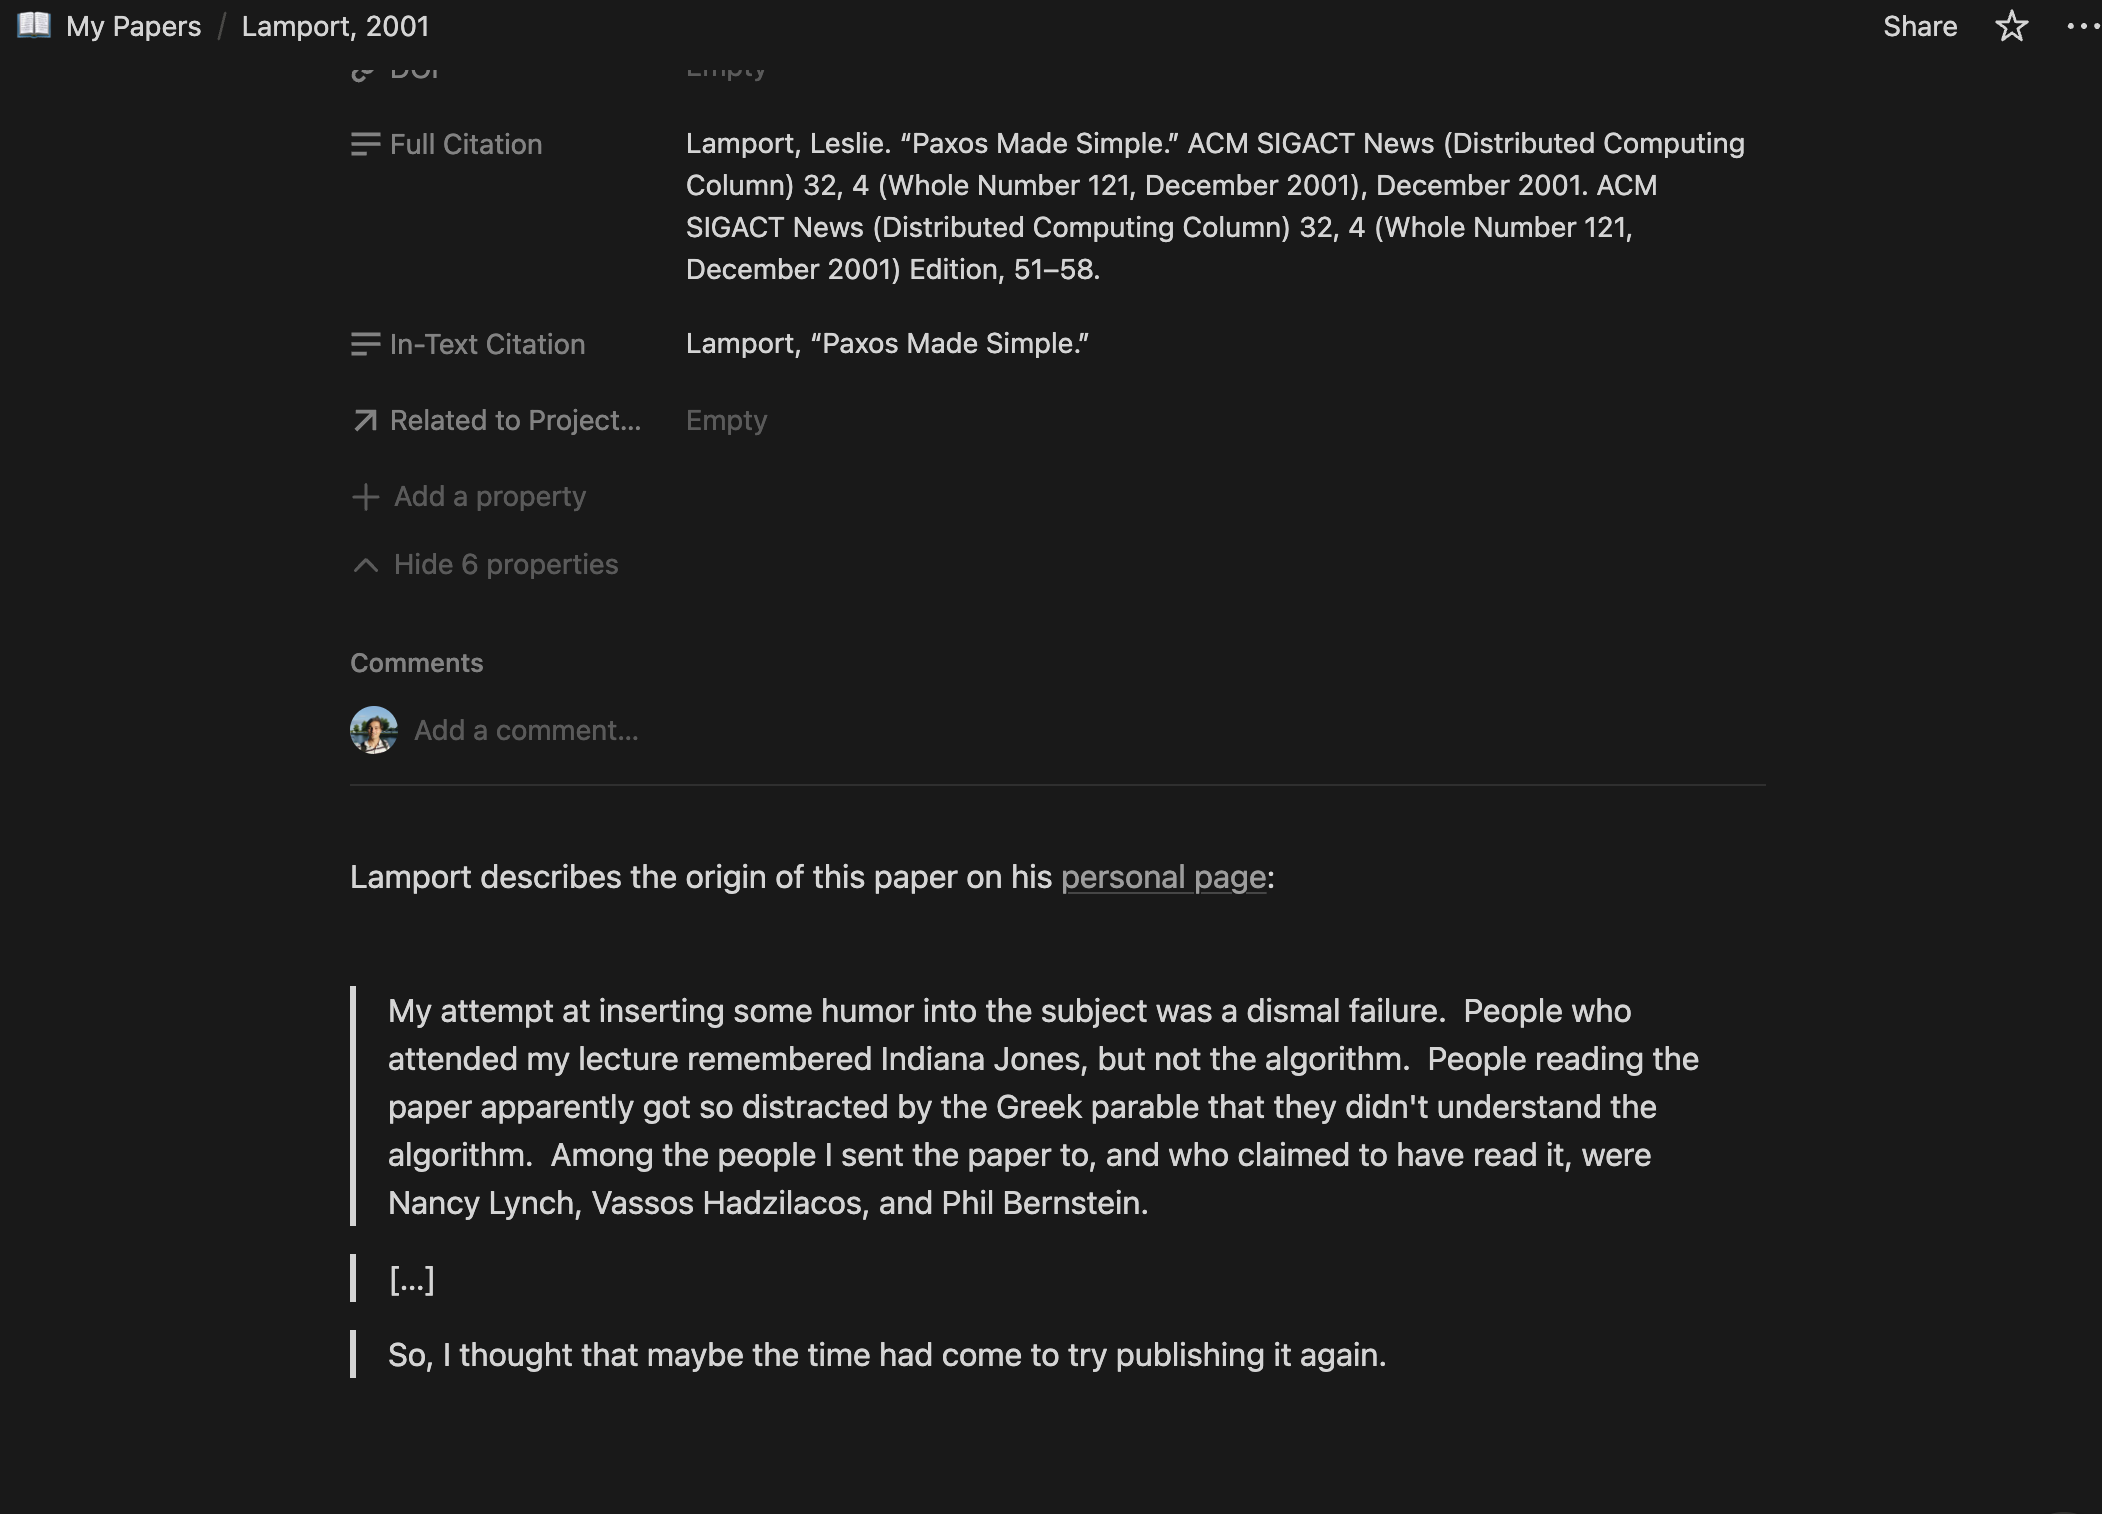 My Papers / Lamport, 2001
Share
DOI
Empty
Full Citation
Lamport, Leslie. “Paxos Made Simple.” ACM SIGACT News (Distributed Computing
Column) 32, 4 (Whole Number 121, December 2001), December 2001. ACM
SIGACT News (Distributed Computing Column) 32, 4 (Whole Number 121,
December 2001) Edition, 51–58.
In-Text Citation
Lamport, “Paxos Made Simple.”
Related to Project...
Empty
Add a property
Hide 6 properties
Comments
Add a comment...
Lamport describes the origin of this paper on his personal page:
My attempt at inserting some humor into the subject was a dismal failure.  People who
attended my lecture remembered Indiana Jones, but not the algorithm.  People reading the
paper apparently got so distracted by the Greek parable that they didn't understand the
algorithm.  Among the people I sent the paper to, and who claimed to have read it, were
Nancy Lynch, Vassos Hadzilacos, and Phil Bernstein.
[...]
So, I thought that maybe the time had come to try publishing it again.